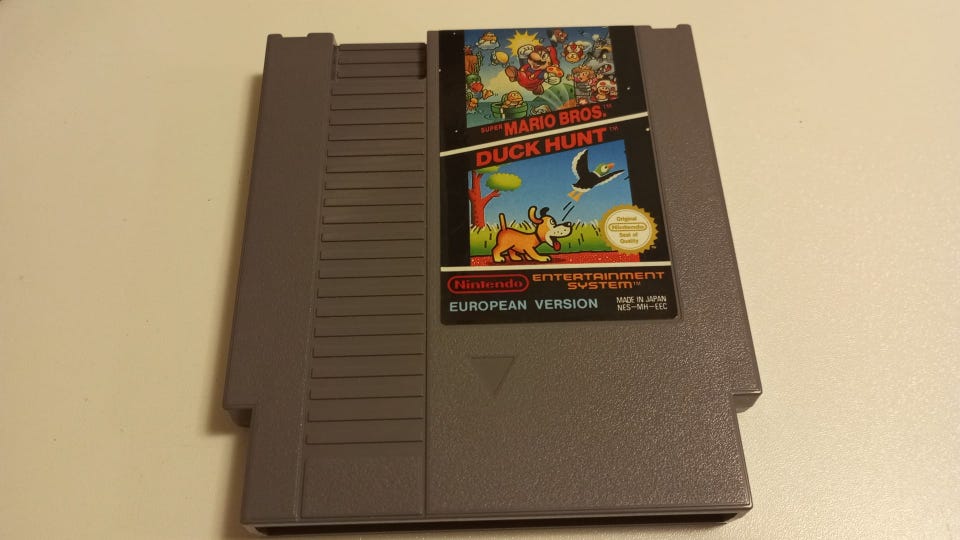 SUPER MARIO BROS.™
DUCK HUNT™
Original
Nintendo
Seal of
Quality
Nintendo ENTERTAINMENT
SYSTEM™
EUROPEAN VERSION
MADE IN JAPAN
NES-MH-EEC